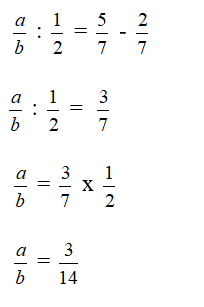 a/b : 1/2 = 5/7 - 2/7
a/b : 1/2 = 3/7
a/b = 3/7 x 1/2
a/b = 3/14